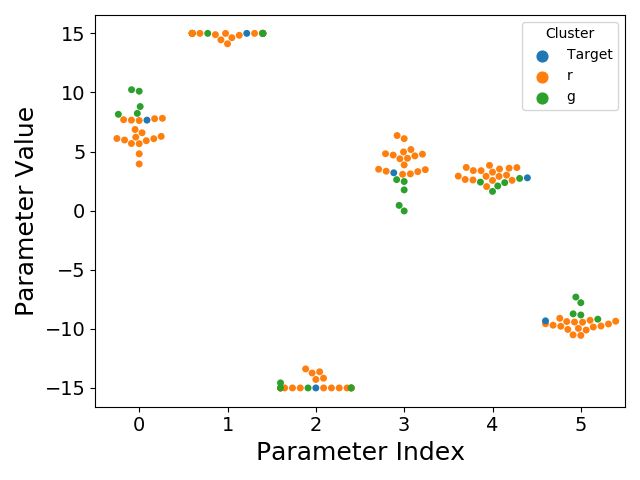 Cluster
Target
r
g
15
10
5
0
−5
−10
−15
Parameter Value
0 1 2 3 4 5
Parameter Index